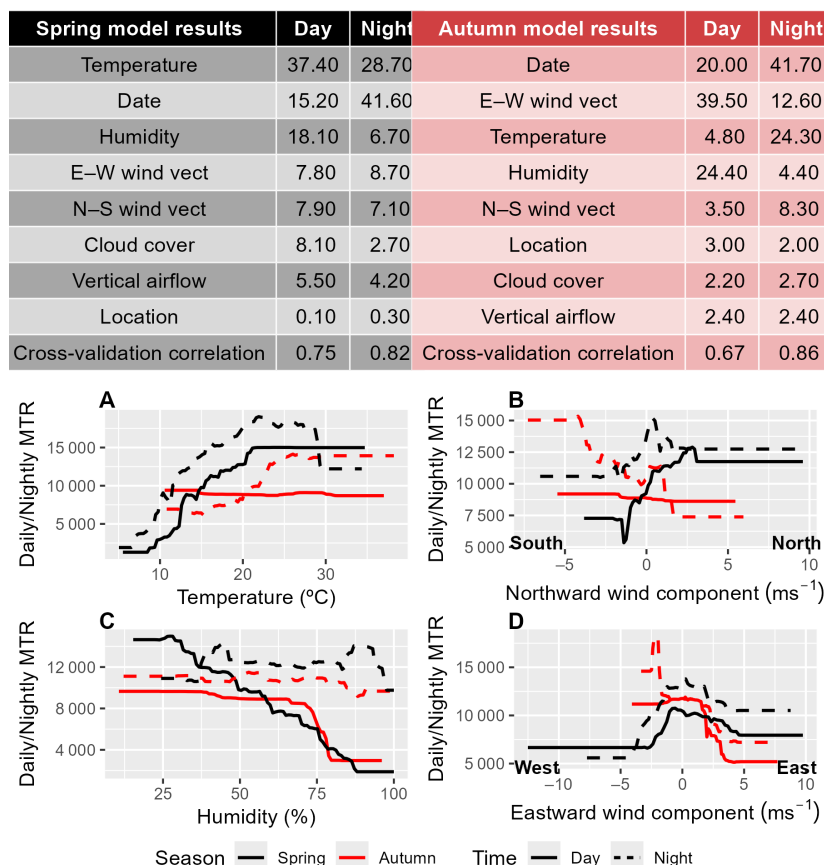 Spring model results Day Night Autumn model results Day Night
Temperature 37.40 28.70 Date 20.00 41.70
Date 15.20 41.60 E–W wind vect 39.50 12.60
Humidity 18.10 6.70 Temperature 4.80 24.30
E–W wind vect 7.80 8.70 Humidity 24.40 4.40
N–S wind vect 7.90 7.10 N–S wind vect 3.50 8.30
Cloud cover 8.10 2.70 Location 3.00 2.00
Vertical airflow 5.50 4.20 Cloud cover 2.20 2.70
Location 0.10 0.30 Vertical airflow 2.40 2.40
Cross-validation correlation 0.75 0.82 Cross-validation correlation 0.67 0.86
A
Daily/Nightly MTR
15 000
10 000
5 000
10 20 30
Temperature (ºC)
B
Daily/Nightly MTR
15 000
12 500
10 000
7 500
5 000
South North
−5 0 5 10
Northward wind component (ms−1)
C
Daily/Nightly MTR
12 000
8 000
4 000
25 50 75 100
Humidity (%)
D
Daily/Nightly MTR
20 000
15 000
10 000
5 000
West East
−10 −5 0 5
Eastward wind component (ms−1)
Season Spring Autumn Time Day Night